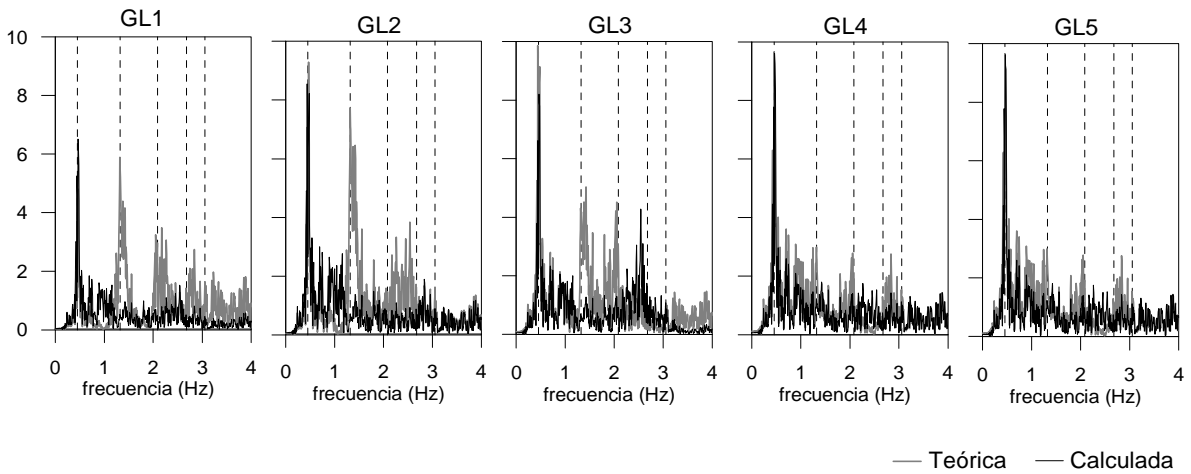 GL1 GL2 GL3 GL4 GL5
10
8
6
4
2
0
0 1 2 3 4 0 1 2 3 4 0 1 2 3 4 0 1 2 3 4 0 1 2 3 4
frecuencia (Hz) frecuencia (Hz) frecuencia (Hz) frecuencia (Hz) frecuencia (Hz)
Teórica Calculada